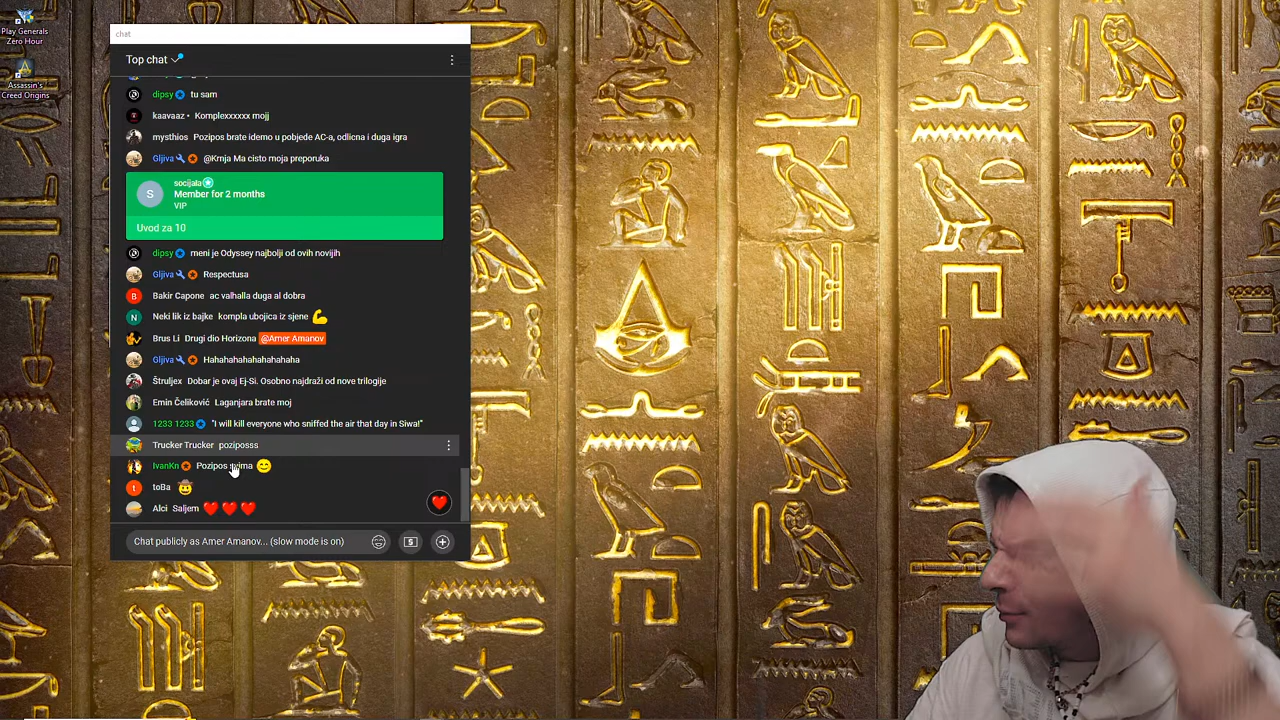 Play Generals
Zero Hour
Assassin's
Creed Origins
chat
Top chat
dipsy tu sam
kaavaaz • Komplexxxxxx mojj
mysthios Pozipos brate idemo u pobjede AC-a, odlicna i duga igra
Gljiva @Krnja Ma cisto moja preporuka
S
socijala
Member for 2 months
VIP
Uvod za 10
dipsy meni je Odyssey najbolji od ovih novijih
Gljiva Respectusa
B Bakir Capone ac valhalla duga al dobra
N Neki lik iz bajke kompla ubojica iz sjene
Brus Li Drugi dio Horizona @Amer Amanov
Gljiva Hahahahahahahahaha
Štruljex Dobar je ovaj Ej-Si. Osobno najdraži od nove trilogije
Emin Čeliković Laganjara brate moj
1233 1233 "I will kill everyone who sniffed the air that day in Siwa!"
Trucker Trucker poziposss
IvanKn Pozipos svima
t toBa
Alci Saljem
Chat publicly as Amer Amanov... (slow mode is on)